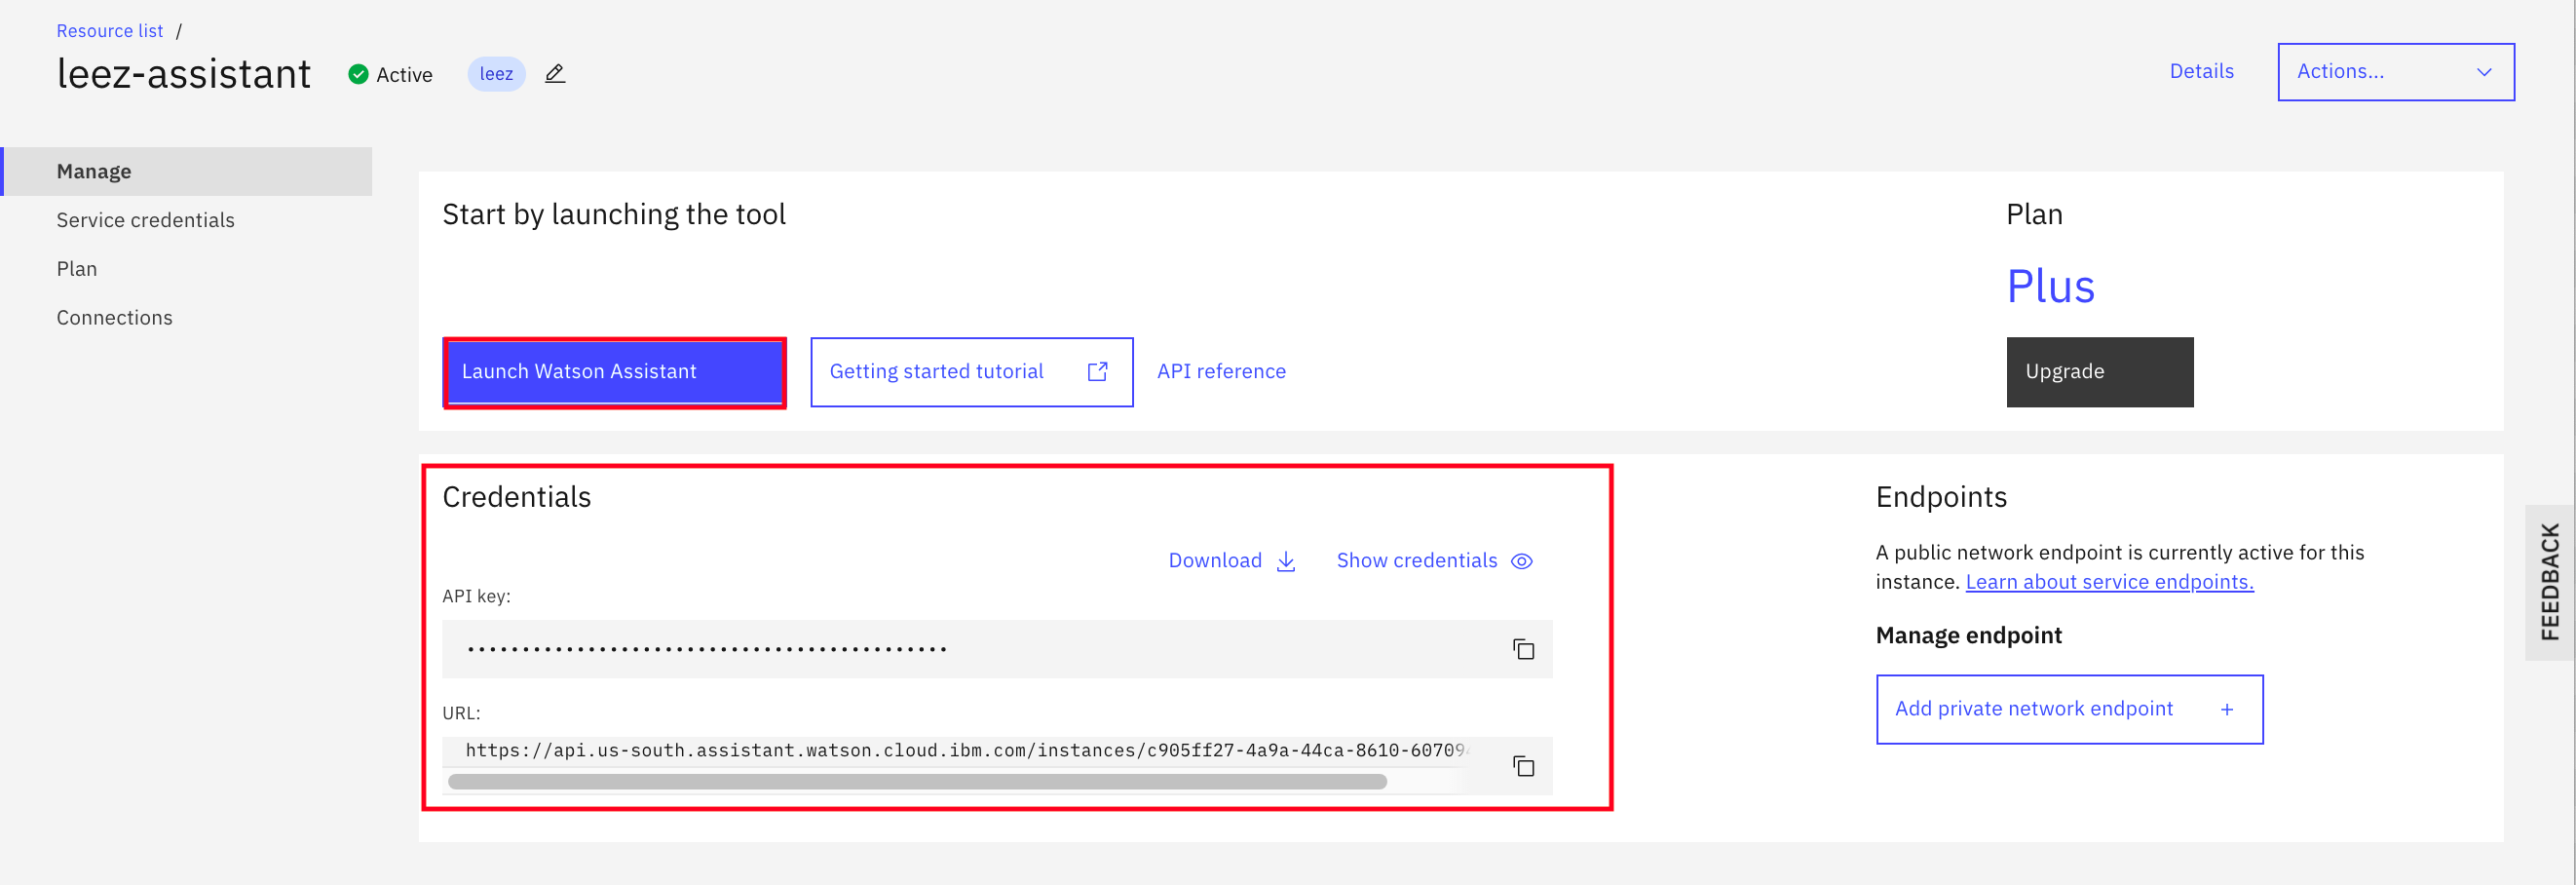 Resource list /
leez-assistant Active leez
Details
Actions...
Manage
Service credentials
Plan
Connections
Start by launching the tool
Launch Watson Assistant
Getting started tutorial
API reference
Plan
Plus
Upgrade
Credentials
Download
Show credentials
API key:
••••••••••••••••••••••••••••••••••••••••••••
URL:
https://api.us-south.assistant.watson.cloud.ibm.com/instances/c905ff27-4a9a-44ca-8610-60709
Endpoints
A public network endpoint is currently active for this
instance. Learn about service endpoints.
Manage endpoint
Add private network endpoint +
FEEDBACK